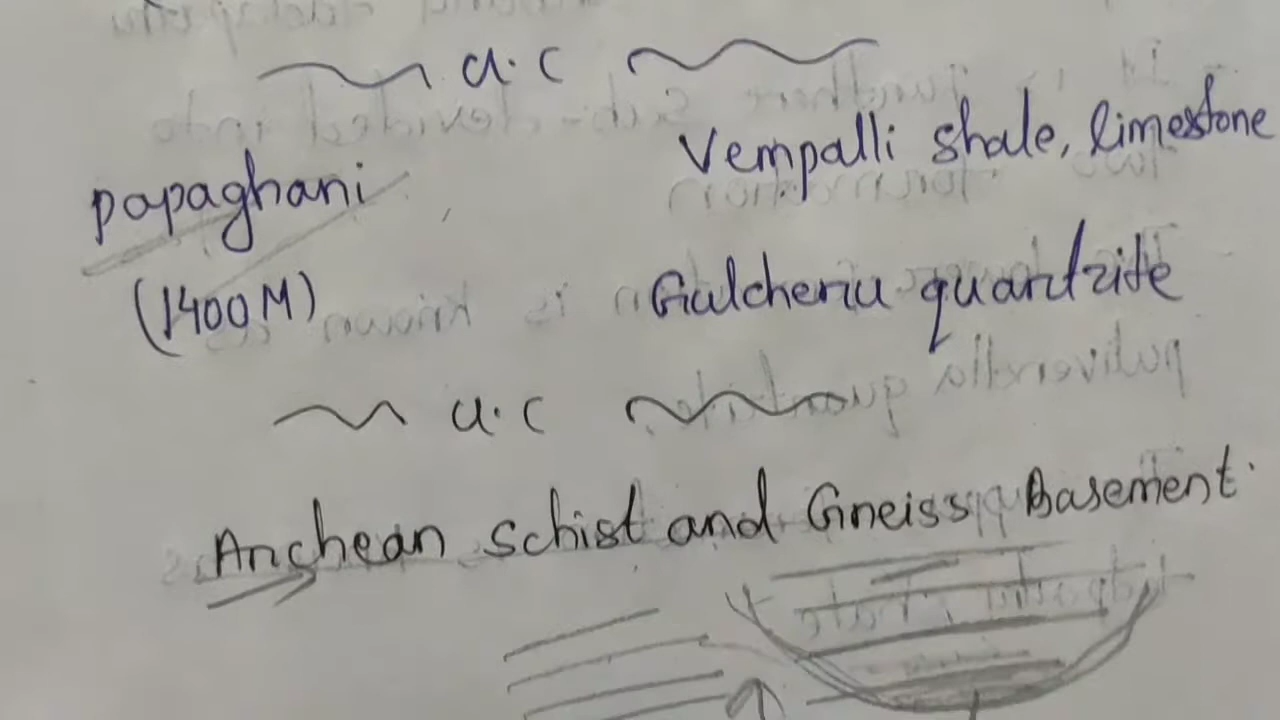 u.c
Vempalli shale, limestone
papaghani
(1400M)
Gulcheru quartzite
u.c
Archean schist and Gneiss Basement.